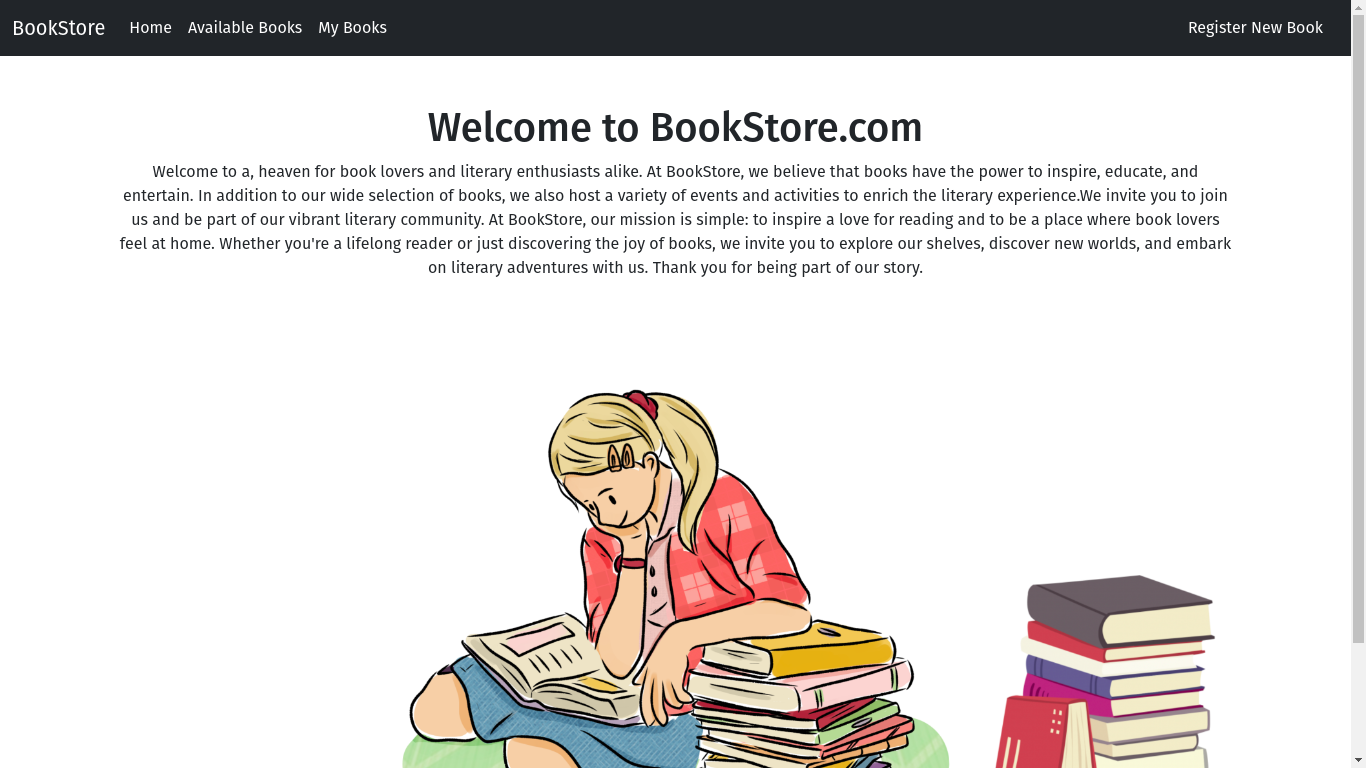 BookStore Home Available Books My Books Register New Book
Welcome to BookStore.com
Welcome to a, heaven for book lovers and literary enthusiasts alike. At BookStore, we believe that books have the power to inspire, educate, and
entertain. In addition to our wide selection of books, we also host a variety of events and activities to enrich the literary experience.We invite you to join
us and be part of our vibrant literary community. At BookStore, our mission is simple: to inspire a love for reading and to be a place where book lovers
feel at home. Whether you're a lifelong reader or just discovering the joy of books, we invite you to explore our shelves, discover new worlds, and embark
on literary adventures with us. Thank you for being part of our story.